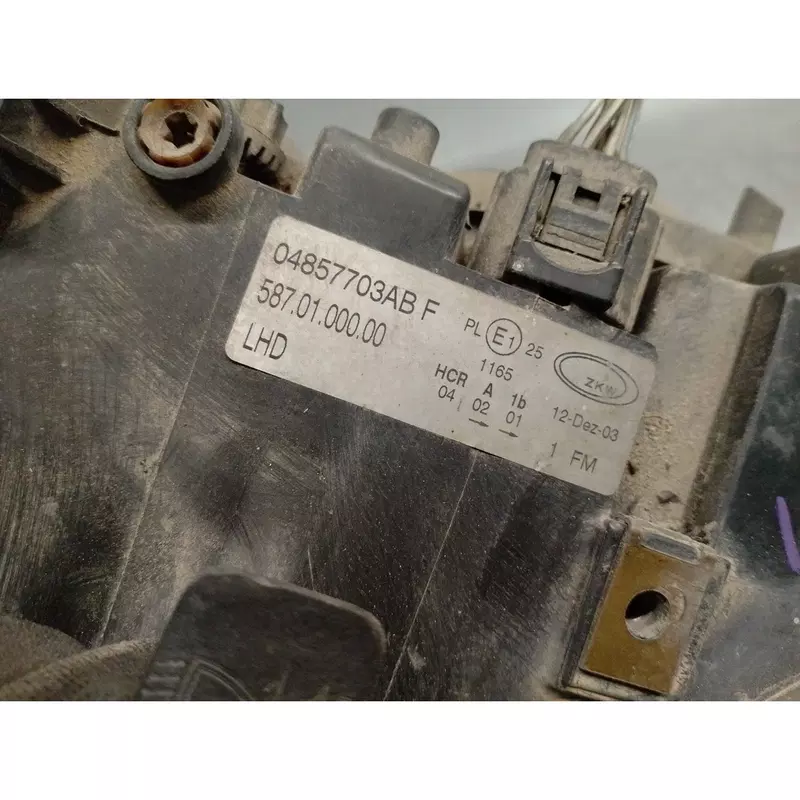 04857703AB F
587.01.000.00
LHD
PL E1 25
1165
HCR A 1b
04 02 01
→ →
ZKW
12-Dez-03
1 FM